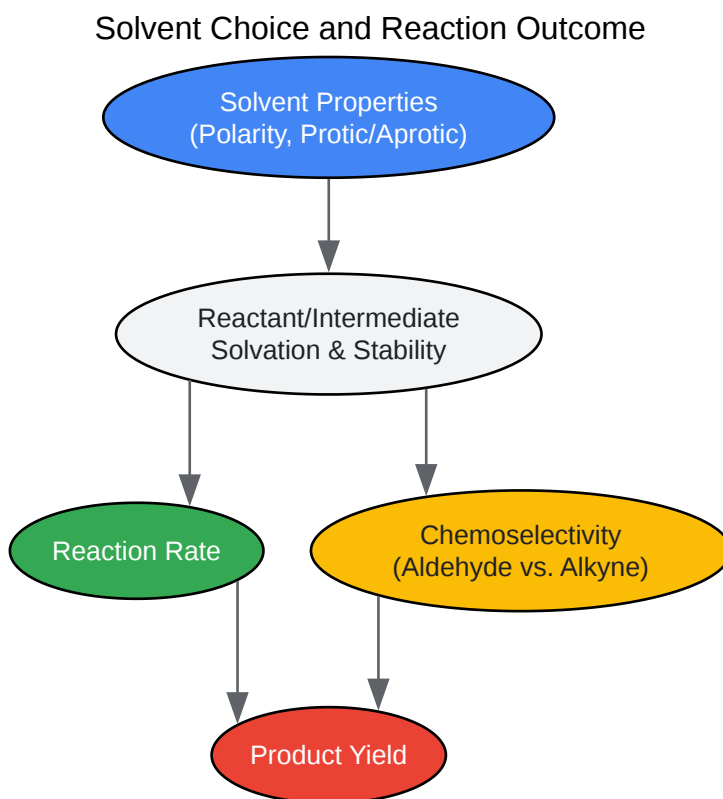 Solvent Choice and Reaction Outcome
Solvent Properties
(Polarity, Protic/Aprotic)
Reactant/Intermediate
Solvation & Stability
Reaction Rate
Chemoselectivity
(Aldehyde vs. Alkyne)
Product Yield